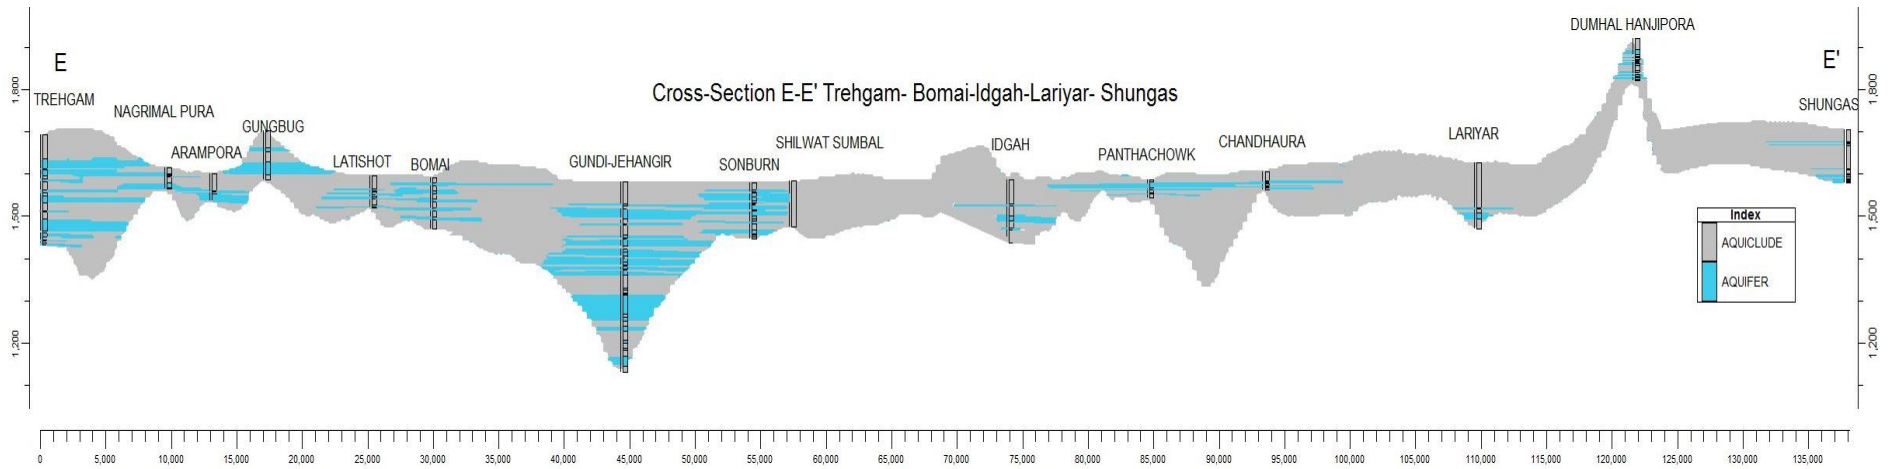 DUMHAL HANJIPORA
E
E'
Cross-Section E-E' Trehgam- Bomai-Idgah-Lariyar- Shungas
1,800
1,800
TREHGAM
NAGRIMAL PURA
SHUNGAS
GUNGBUG
LARIYAR
ARAMPORA
SHILWAT SUMBAL
IDGAH
CHANDHAURA
LATISHOT
BOMAI
GUNDI-JEHANGIR
SONBURN
PANTHACHOWK
1,500
1,500
Index
AQUICLUDE
AQUIFER
1,200
1,200
0 5,000 10,000 15,000 20,000 25,000 30,000 35,000 40,000 45,000 50,000 55,000 60,000 65,000 70,000 75,000 80,000 85,000 90,000 95,000 100,000 105,000 110,000 115,000 120,000 125,000 130,000 135,000